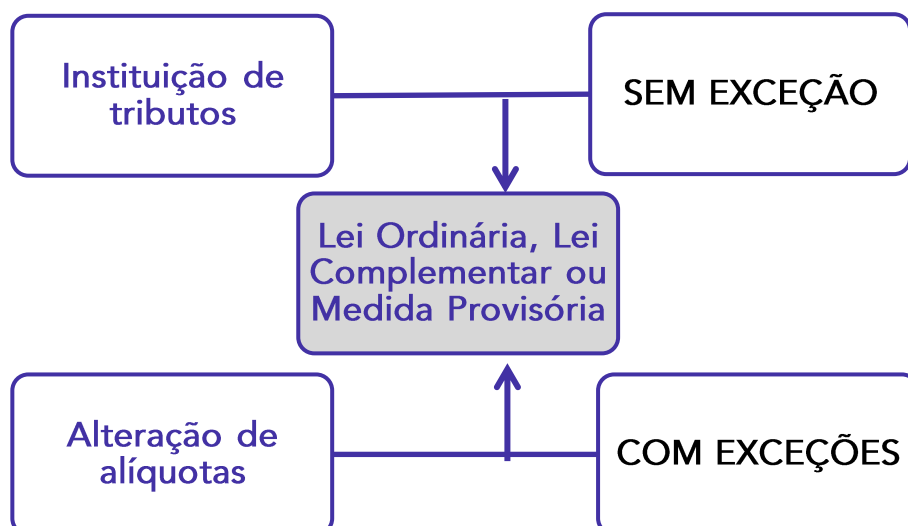 Instituição de
tributos
SEM EXCEÇÃO
Lei Ordinária, Lei
Complementar ou
Medida Provisória
Alteração de
alíquotas
COM EXCEÇÕES